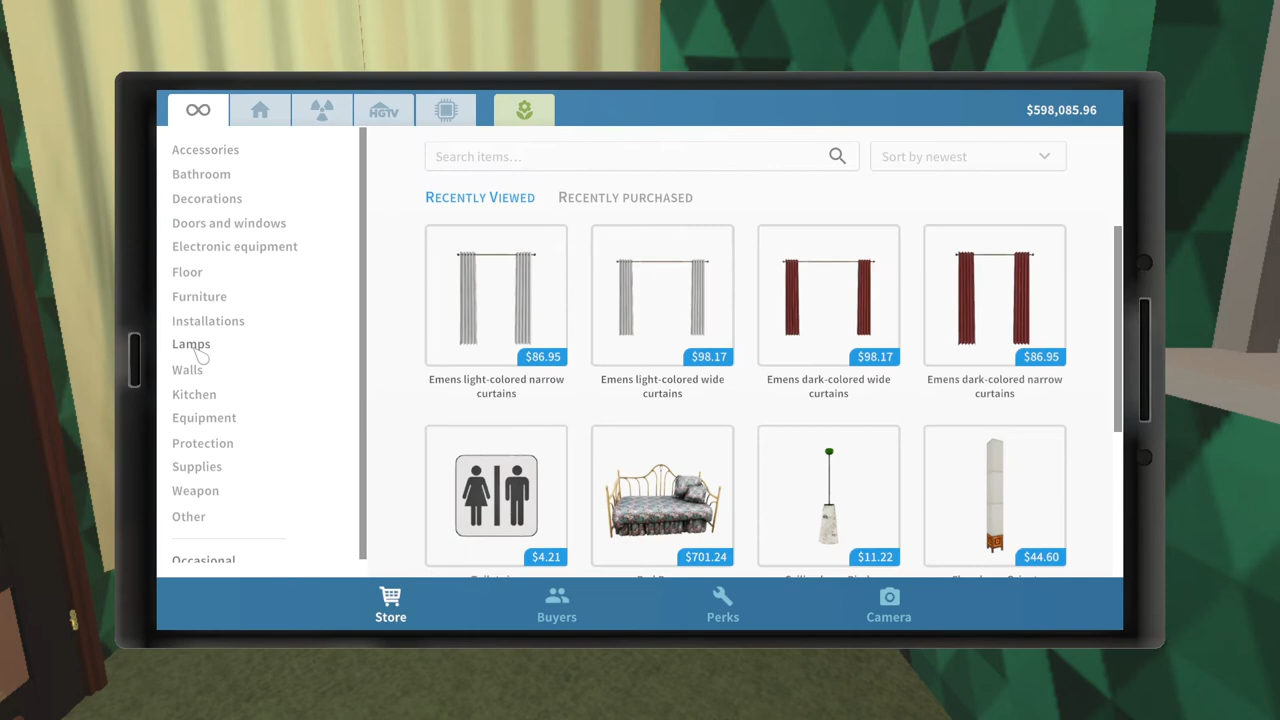 HGTV
$598,085.96
Accessories
Bathroom
Decorations
Doors and windows
Electronic equipment
Floor
Furniture
Installations
Lamps
Walls
Kitchen
Equipment
Protection
Supplies
Weapon
Other
Occasional
Search items...
Sort by newest
RECENTLY VIEWED
RECENTLY PURCHASED
$86.95
$98.17
$98.17
$86.95
Emens light-colored narrow
curtains
Emens light-colored wide
curtains
Emens dark-colored wide
curtains
Emens dark-colored narrow
curtains
$4.21
$701.24
$11.22
$44.60
Store
Buyers
Perks
Camera